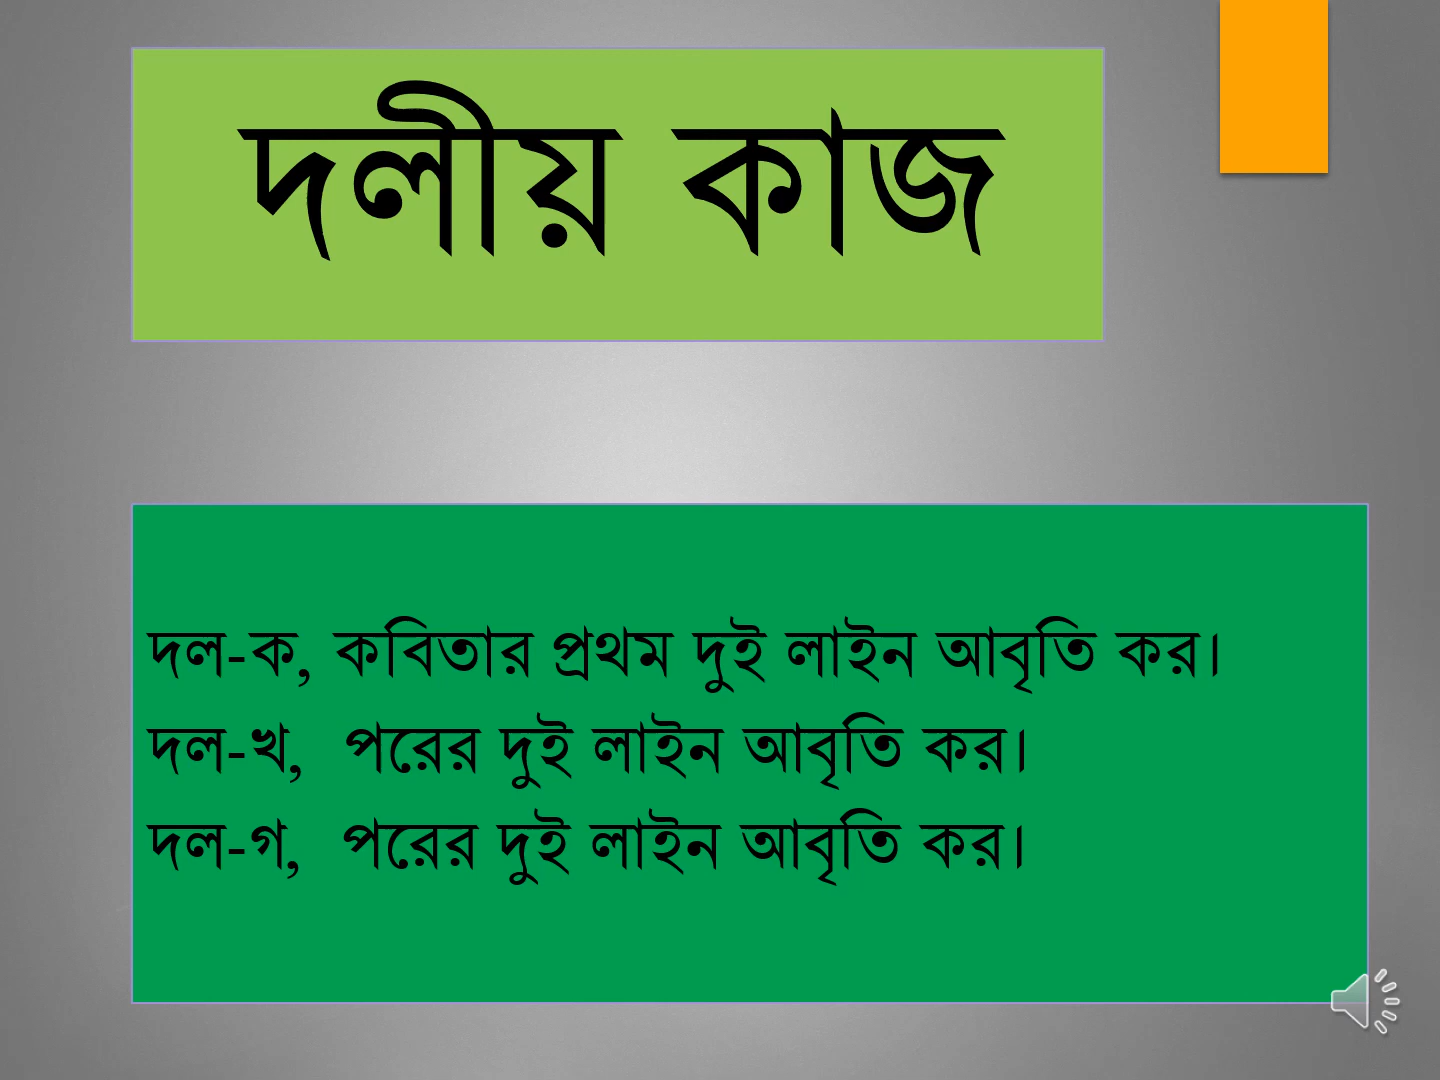 দলীয় কাজ
দল-ক, কবিতার প্রথম দুই লাইন আবৃতি কর।
দল-খ, পরের দুই লাইন আবৃতি কর।
দল-গ, পরের দুই লাইন আবৃতি কর।